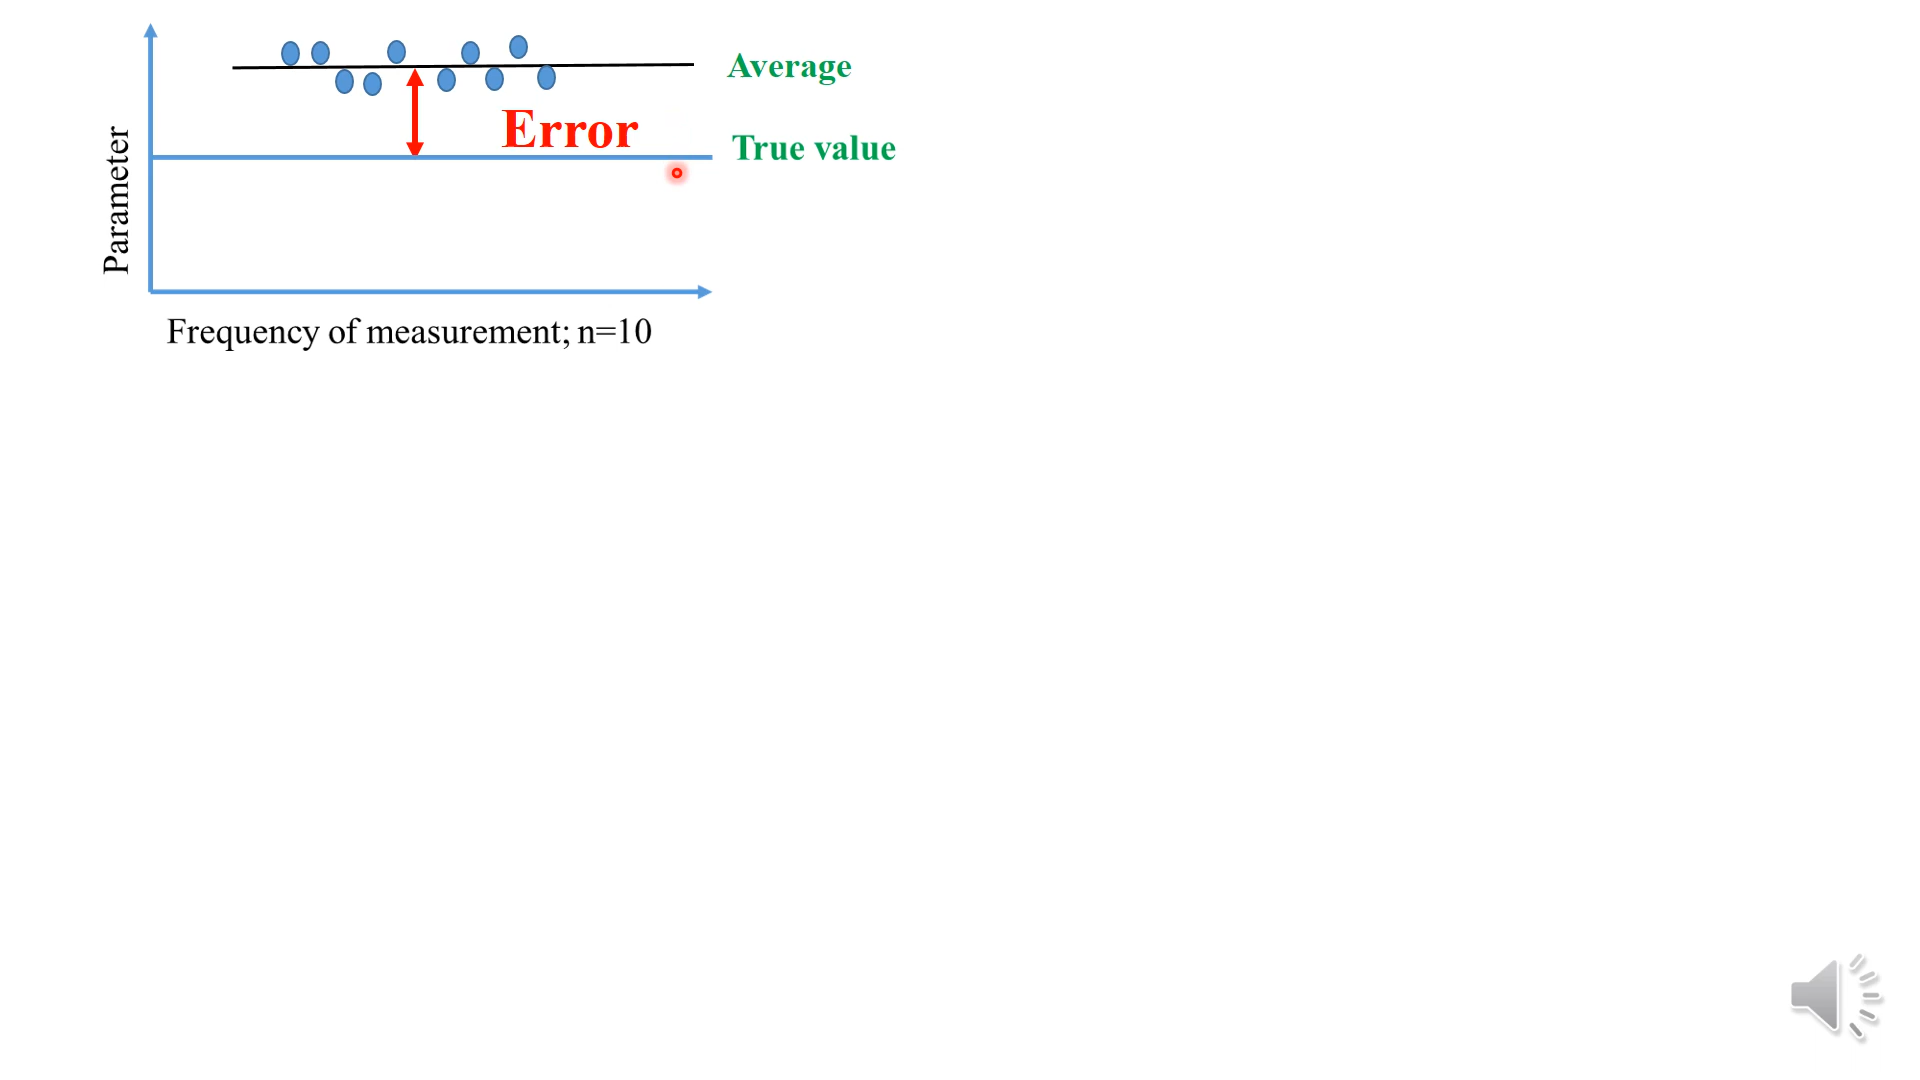 Average
Error
True value
Parameter
Frequency of measurement; n=10